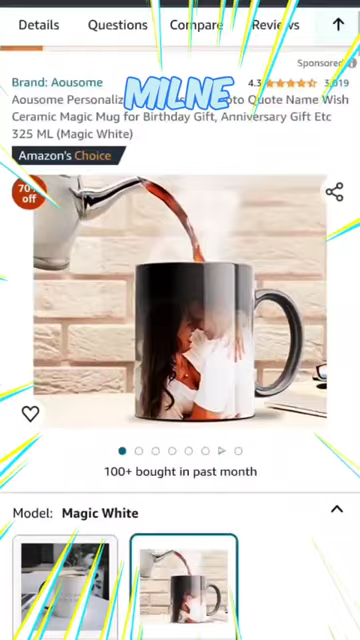 Details Questions Compare Reviews
Sponsored
Brand: Aousome 4.3 3,019
MILNE
Aousome Personaliz oto Quote Name Wish
Ceramic Magic Mug for Birthday Gift, Anniversary Gift Etc
325 ML (Magic White)
Amazon's Choice
70%
off
100+ bought in past month
Model: Magic White